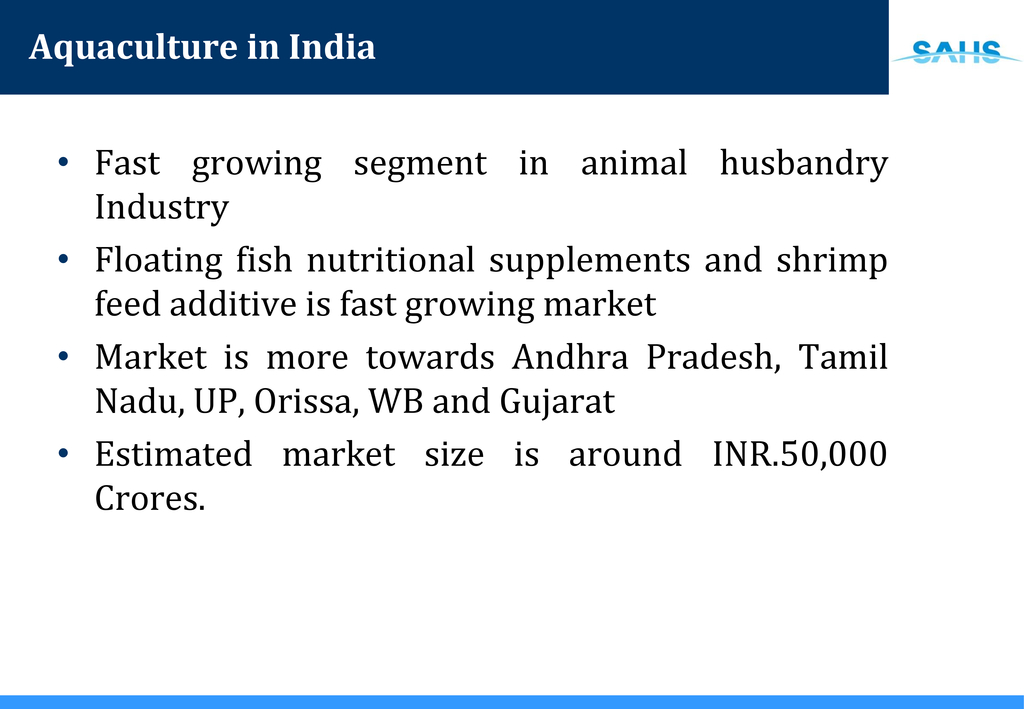 Aquaculture in India
SAHS
• Fast growing segment in animal husbandry
Industry
• Floating fish nutritional supplements and shrimp
feed additive is fast growing market
• Market is more towards Andhra Pradesh, Tamil
Nadu, UP, Orissa, WB and Gujarat
• Estimated market size is around INR.50,000
Crores.